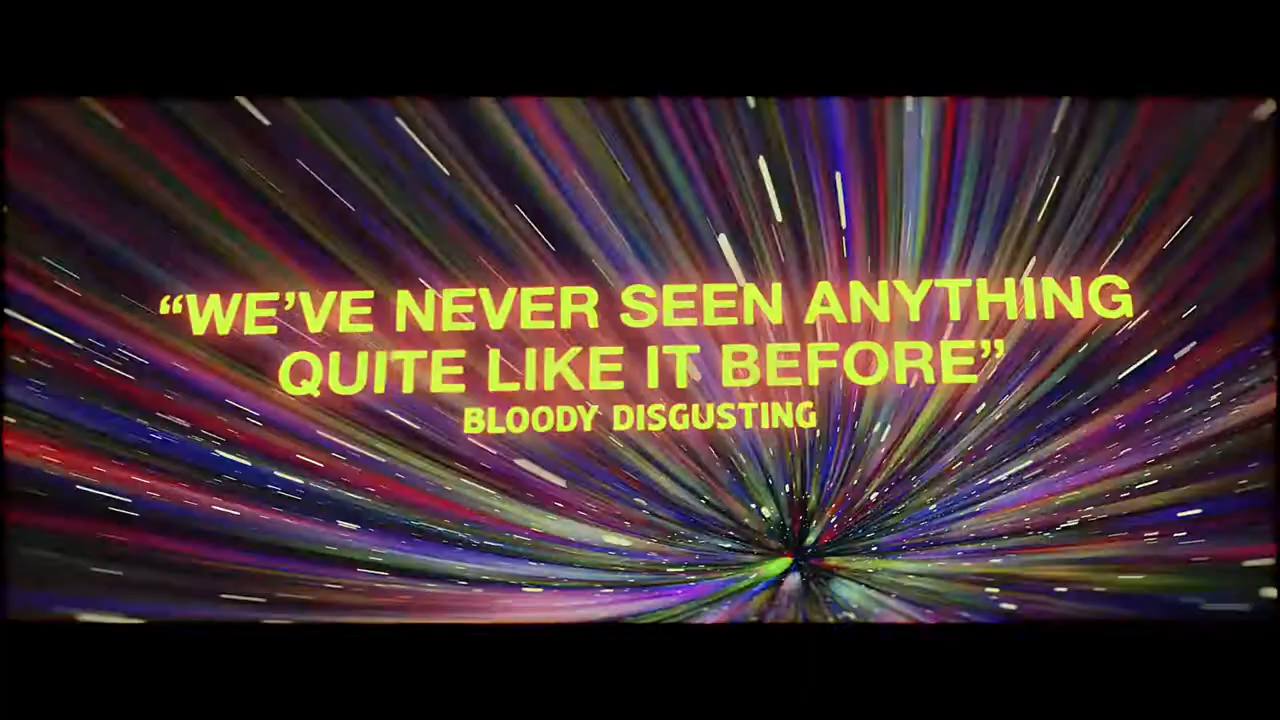 “WE’VE NEVER SEEN ANYTHING
QUITE LIKE IT BEFORE”
BLOODY DISGUSTING